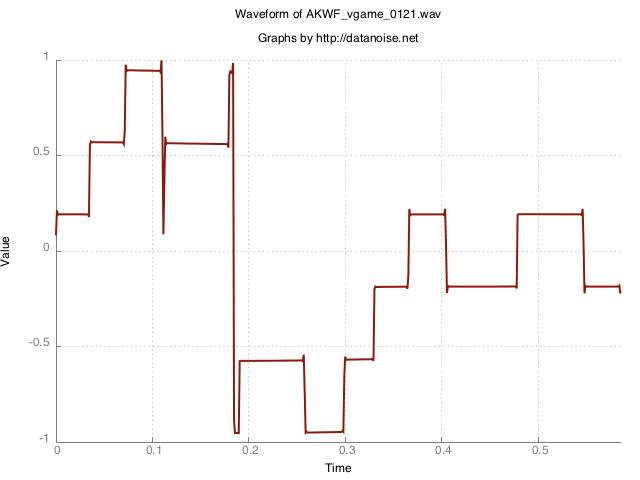 Waveform of AKWF_vgame_0121.wav
Graphs by http://datanoise.net
1
0.5
0
-0.5
-1
Value
0 0.1 0.2 0.3 0.4 0.5
Time